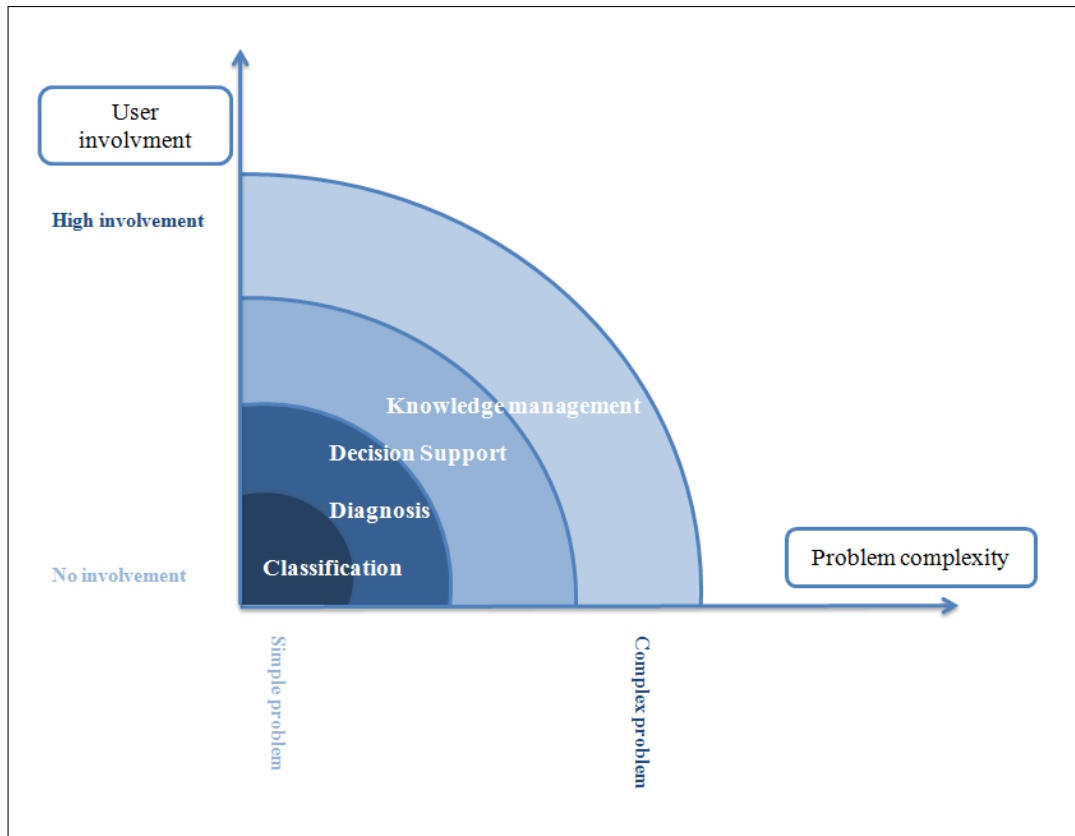 User
involvment
High involvement
Knowledge management
Decision Support
Diagnosis
Classification
No involvement
Problem complexity
Simple problem
Complex problem